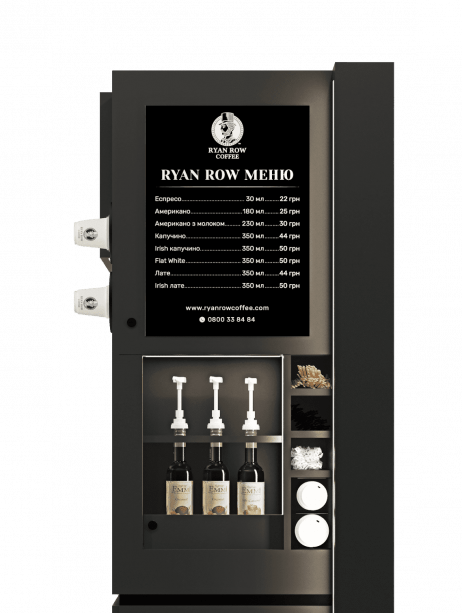 RYAN ROW
COFFEE
RYAN ROW МЕНЮ
Еспресо 30 мл 22 грн
Американо 180 мл 25 грн
Американо з молоком 230 мл 30 грн
Капучино 350 мл 44 грн
Irish капучино 350 мл 50 грн
Flat White 350 мл 50 грн
Лате 350 мл 44 грн
Irish лате 350 мл 50 грн
www.ryanrowcoffee.com
0800 33 84 84
EMMI EMMI EMMI